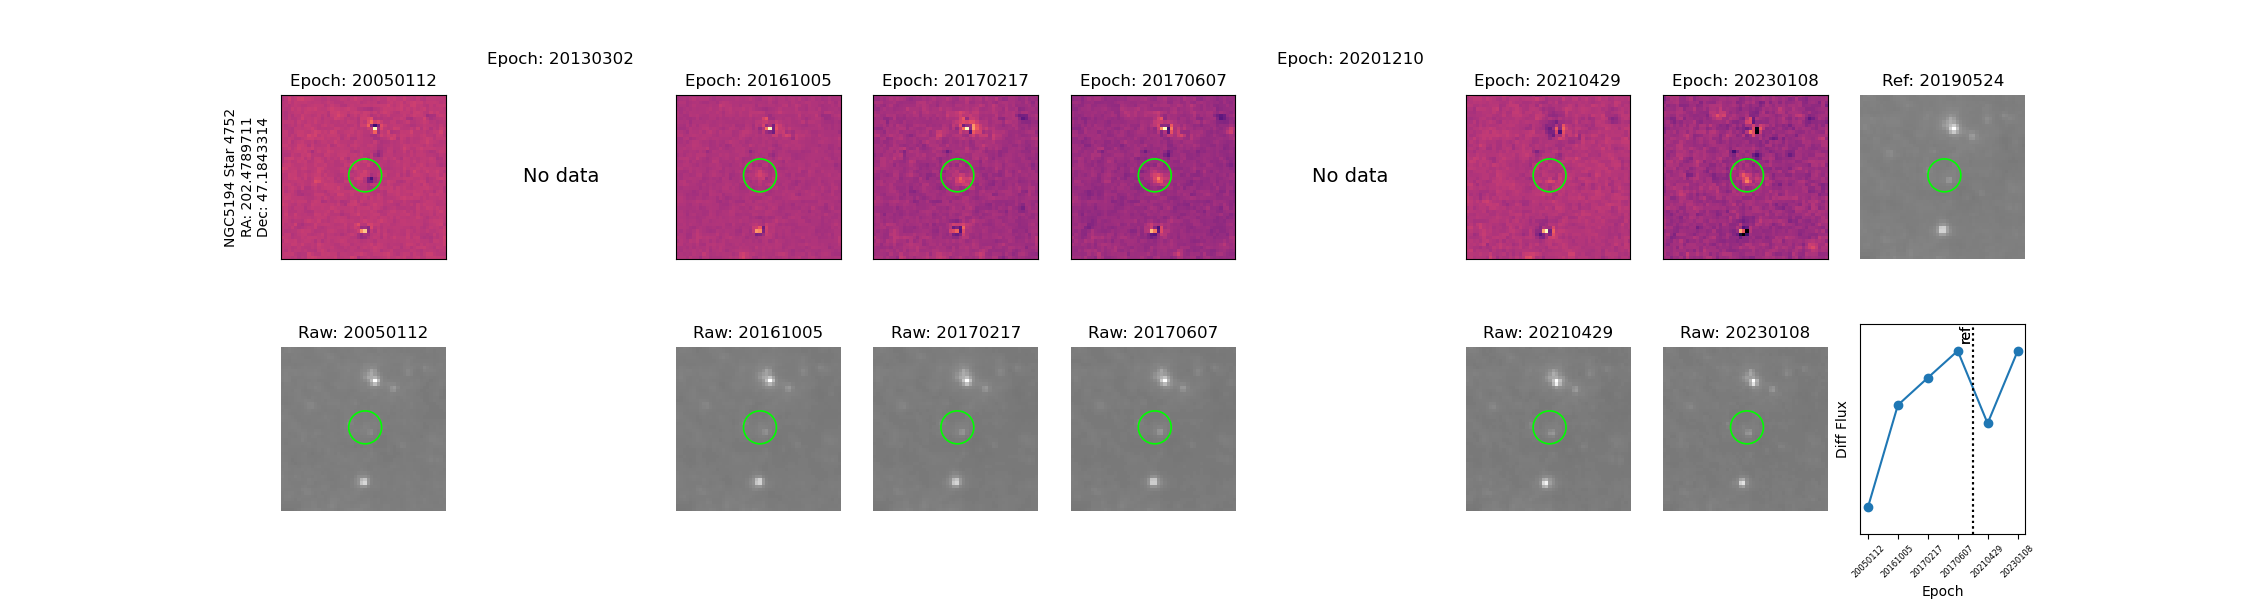 Epoch: 20130302
Epoch: 20201210
Epoch: 20050112
Epoch: 20161005
Epoch: 20170217
Epoch: 20170607
Epoch: 20210429
Epoch: 20230108
Ref: 20190524
NGC5194 Star 4752
RA: 202.4789711
Dec: 47.1843314
No data
No data
Raw: 20050112
Raw: 20161005
Raw: 20170217
Raw: 20170607
Raw: 20210429
Raw: 20230108
ref
Diff Flux
20050112
20161005
20170217
20170607
20210429
20230108
Epoch